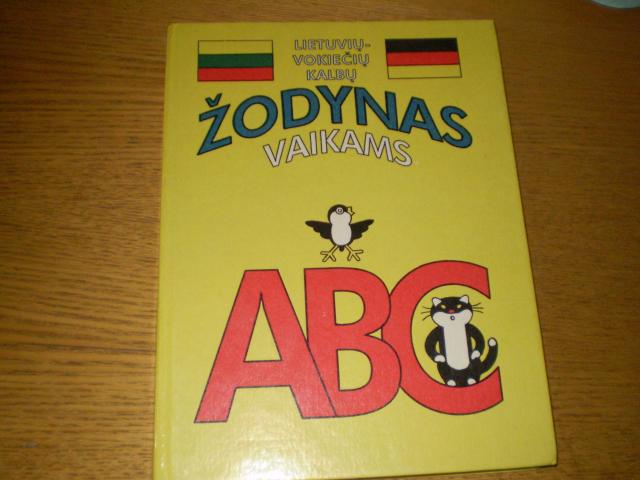 LIETUVIŲ-
VOKIEČIŲ
KALBŲ
ŽODYNAS
VAIKAMS
ABC